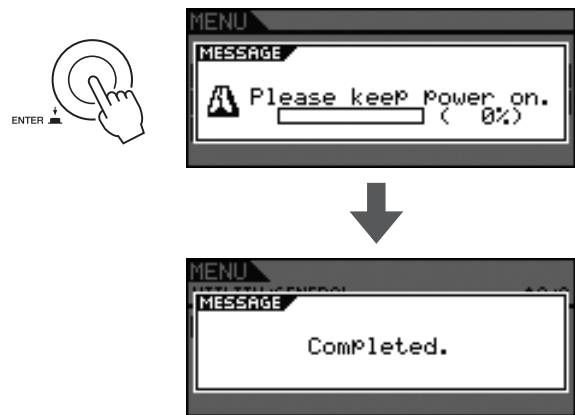 MENU
MESSAGE
Please keep power on.
( 0%)
ENTER
MENU
MESSAGE
Completed.